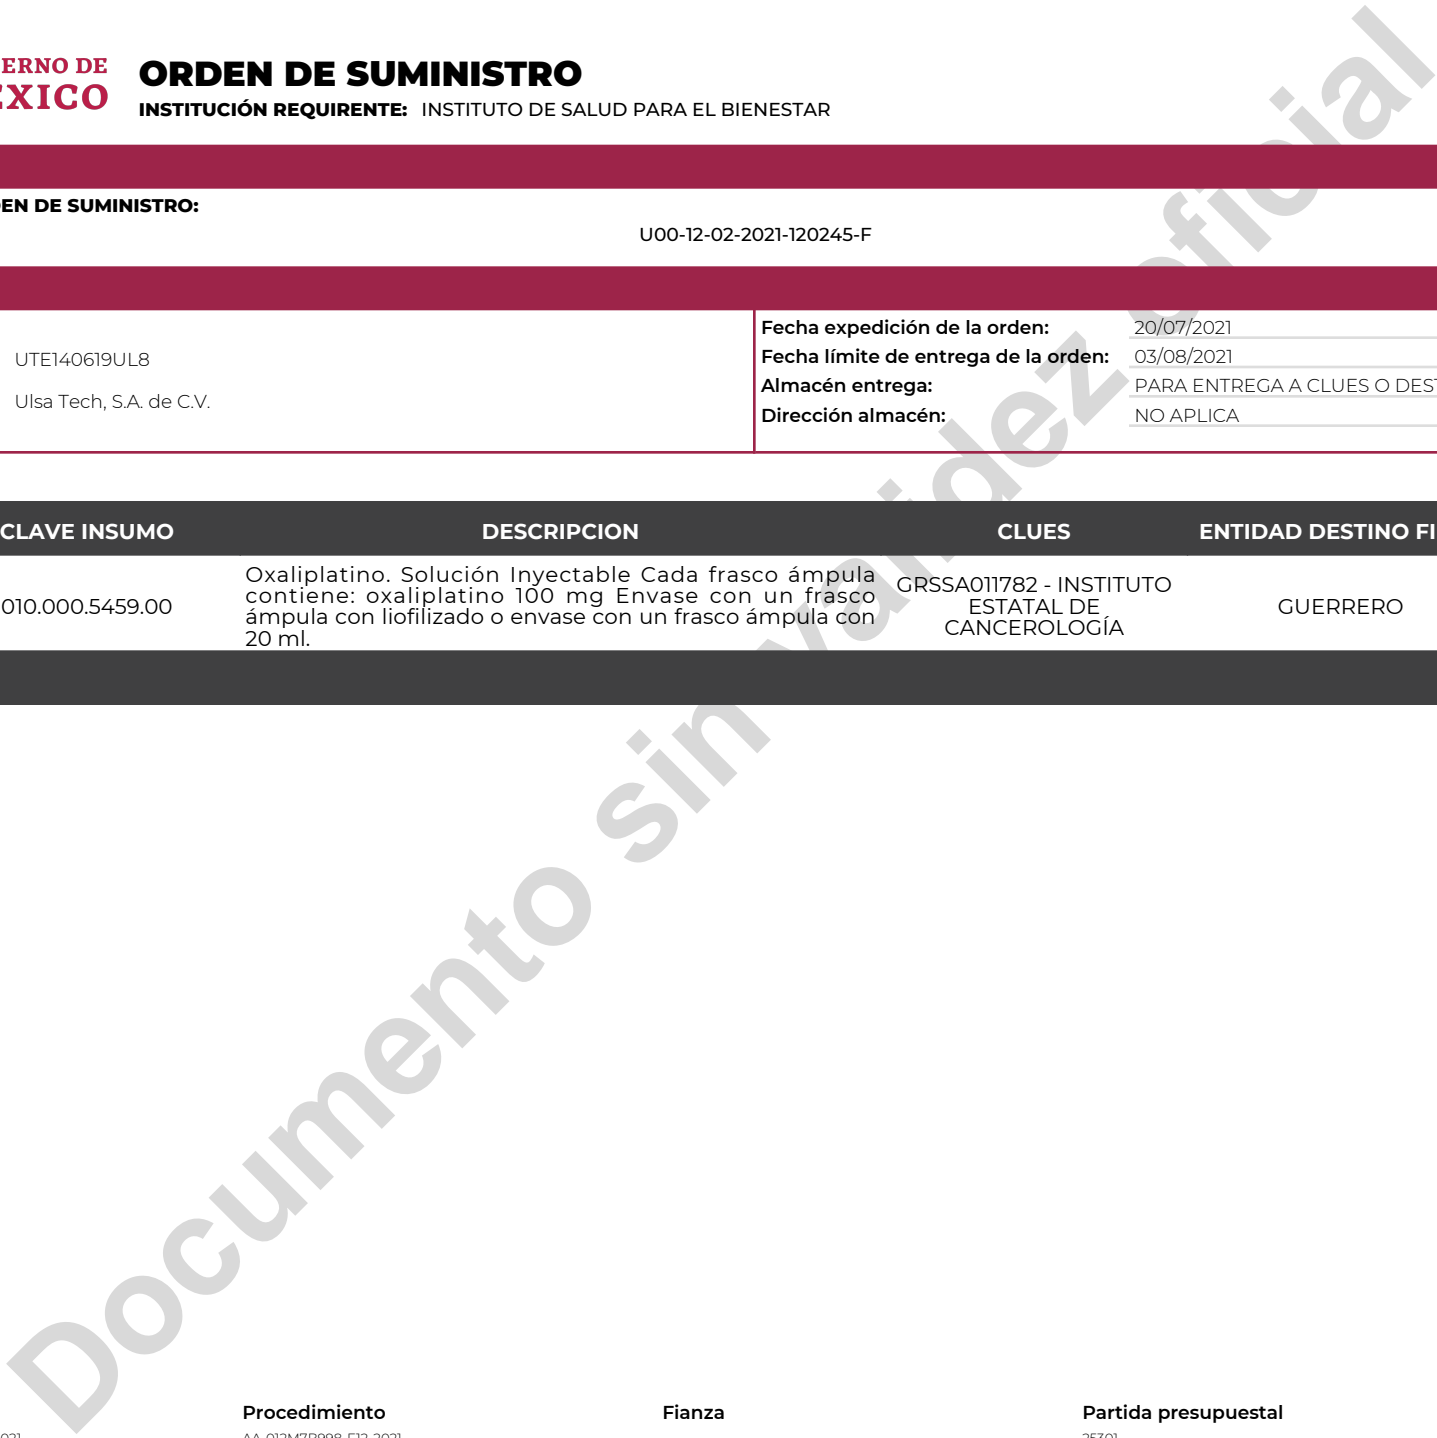 ERNO DE
EXICO
ORDEN DE SUMINISTRO
INSTITUCIÓN REQUIRENTE: INSTITUTO DE SALUD PARA EL BIENESTAR
EN DE SUMINISTRO:
U00-12-02-2021-120245-F
UTE140619UL8
Ulsa Tech, S.A. de C.V.
Fecha expedición de la orden: 20/07/2021
Fecha límite de entrega de la orden: 03/08/2021
Almacén entrega: PARA ENTREGA A CLUES O DEST
Dirección almacén: NO APLICA
CLAVE INSUMO DESCRIPCION CLUES ENTIDAD DESTINO FI
010.000.5459.00
Oxaliplatino. Solución Inyectable Cada frasco ámpula
contiene: oxaliplatino 100 mg Envase con un frasco
ámpula con liofilizado o envase con un frasco ámpula con
20 ml.
GRSSA011782 - INSTITUTO
ESTATAL DE
CANCEROLOGÍA
GUERRERO
Documento sin validez oficial
Procedimiento Fianza Partida presupuestal